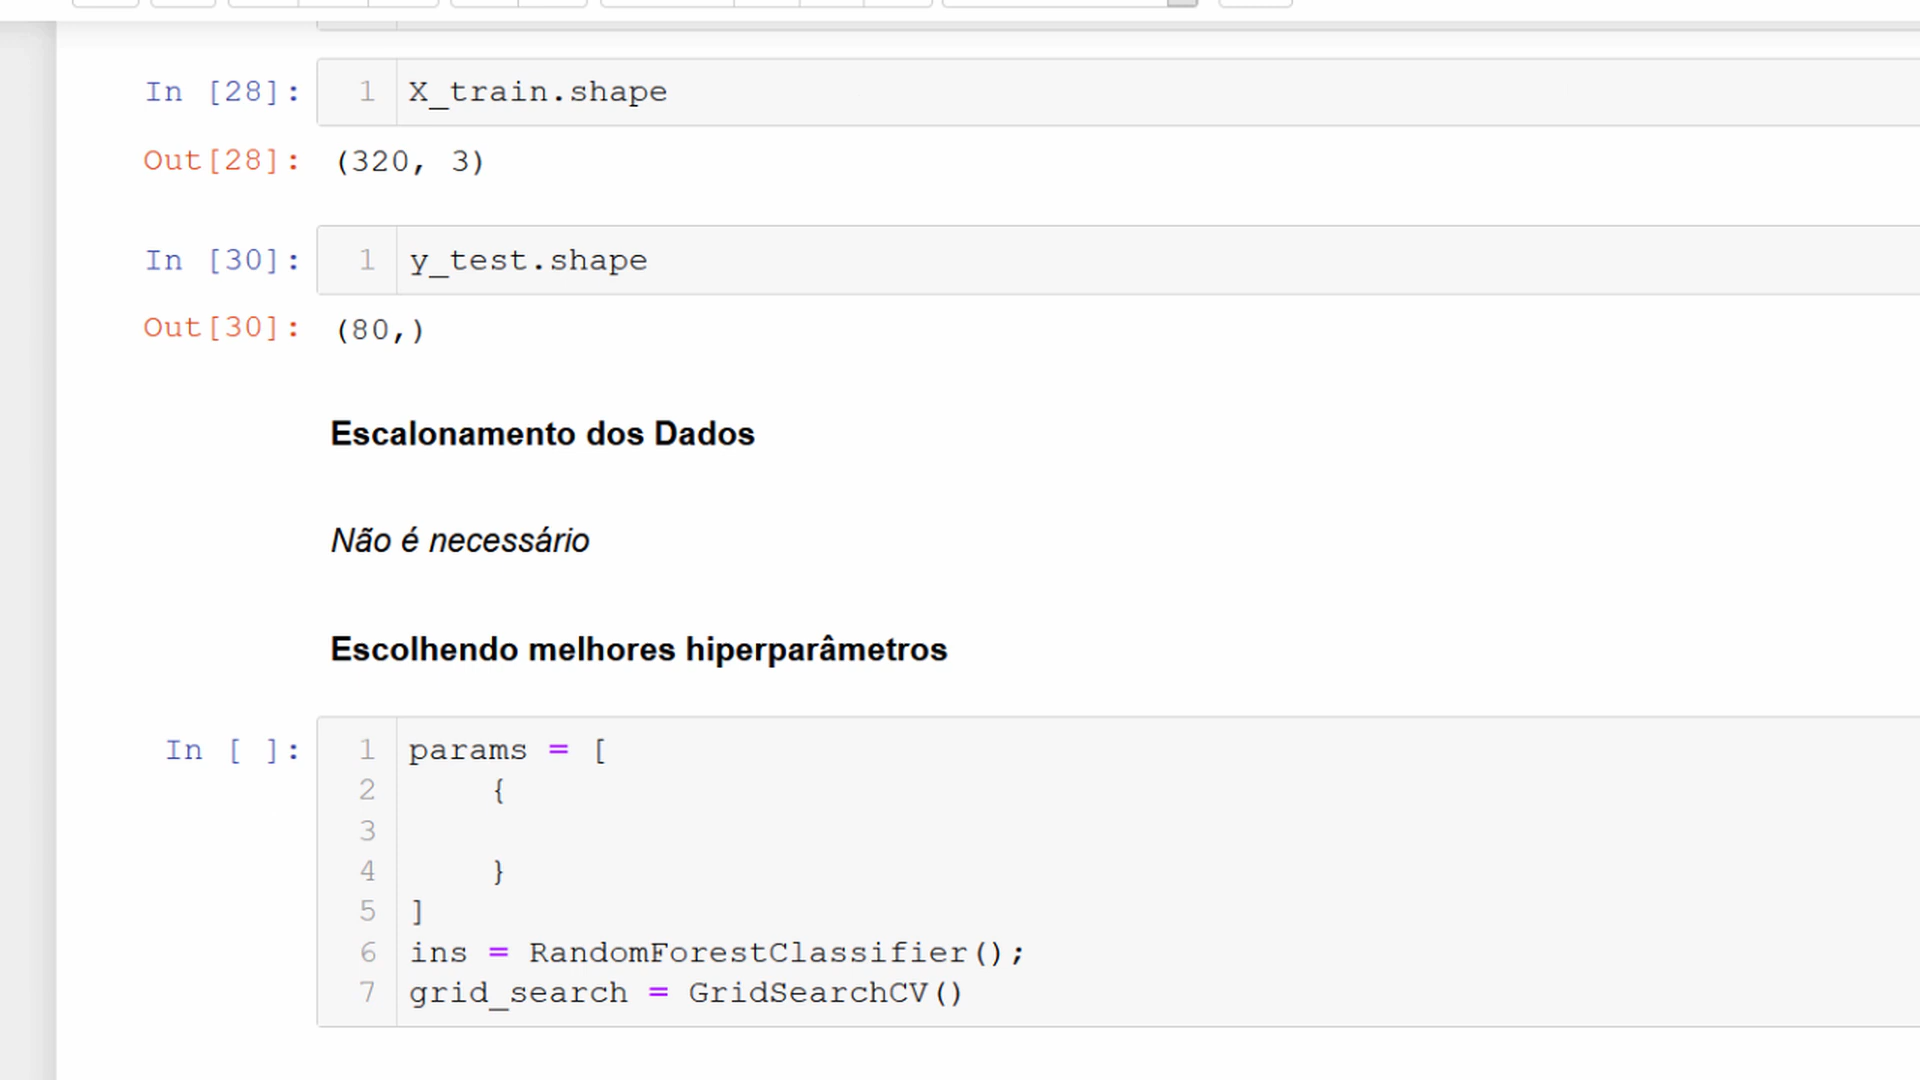 In [28]: 1 X_train.shape
Out[28]: (320, 3)
In [30]: 1 y_test.shape
Out[30]: (80,)
Escalonamento dos Dados
Não é necessário
Escolhendo melhores hiperparâmetros
In [ ]: 1 params = [
2 {
3
4 }
5 ]
6 ins = RandomForestClassifier();
7 grid_search = GridSearchCV()